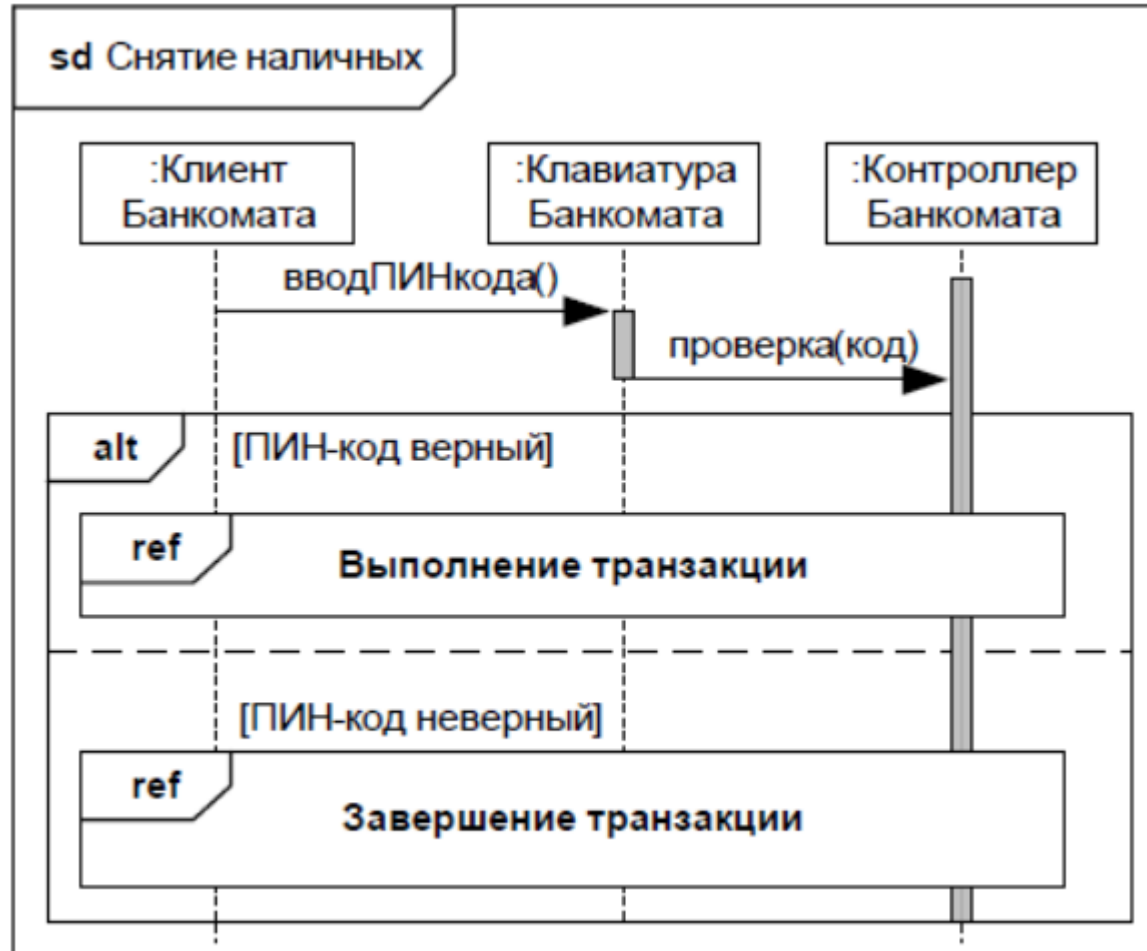 sd Снятие наличных
:Клиент
Банкомата
:Клавиатура
Банкомата
:Контроллер
Банкомата
вводПИНкода()
проверка(код)
alt [ПИН-код верный]
ref
Выполнение транзакции
[ПИН-код неверный]
ref
Завершение транзакции